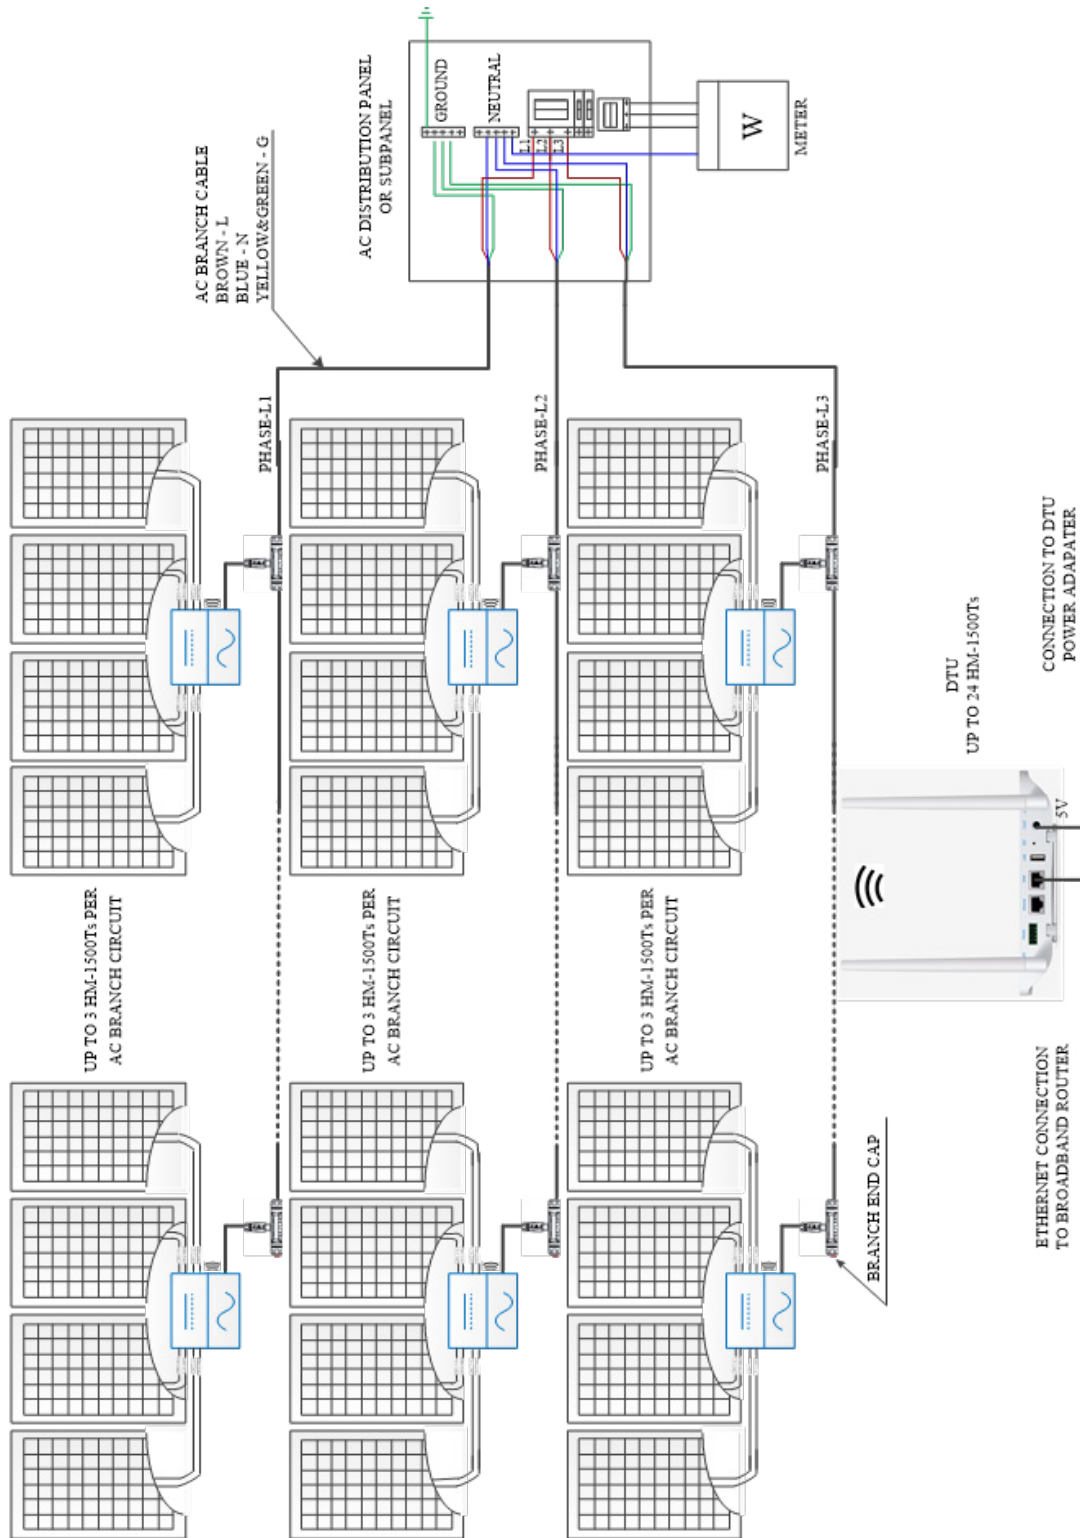 AC BRANCH CABLE
BROWN - L
BLUE - N
YELLOW&GREEN - G
AC DISTRIBUTION PANEL
OR SUBPANEL
GROUND
NEUTRAL
L1
L2
L3
W
METER
PHASE-L1
PHASE-L2
PHASE-L3
UP TO 3 HM-1500Ts PER
AC BRANCH CIRCUIT
UP TO 3 HM-1500Ts PER
AC BRANCH CIRCUIT
UP TO 3 HM-1500Ts PER
AC BRANCH CIRCUIT
DTU
UP TO 24 HM-1500Ts
CONNECTION TO DTU
POWER ADAPATER
5V
BRANCH END CAP
ETHERNET CONNECTION
TO BROADBAND ROUTER